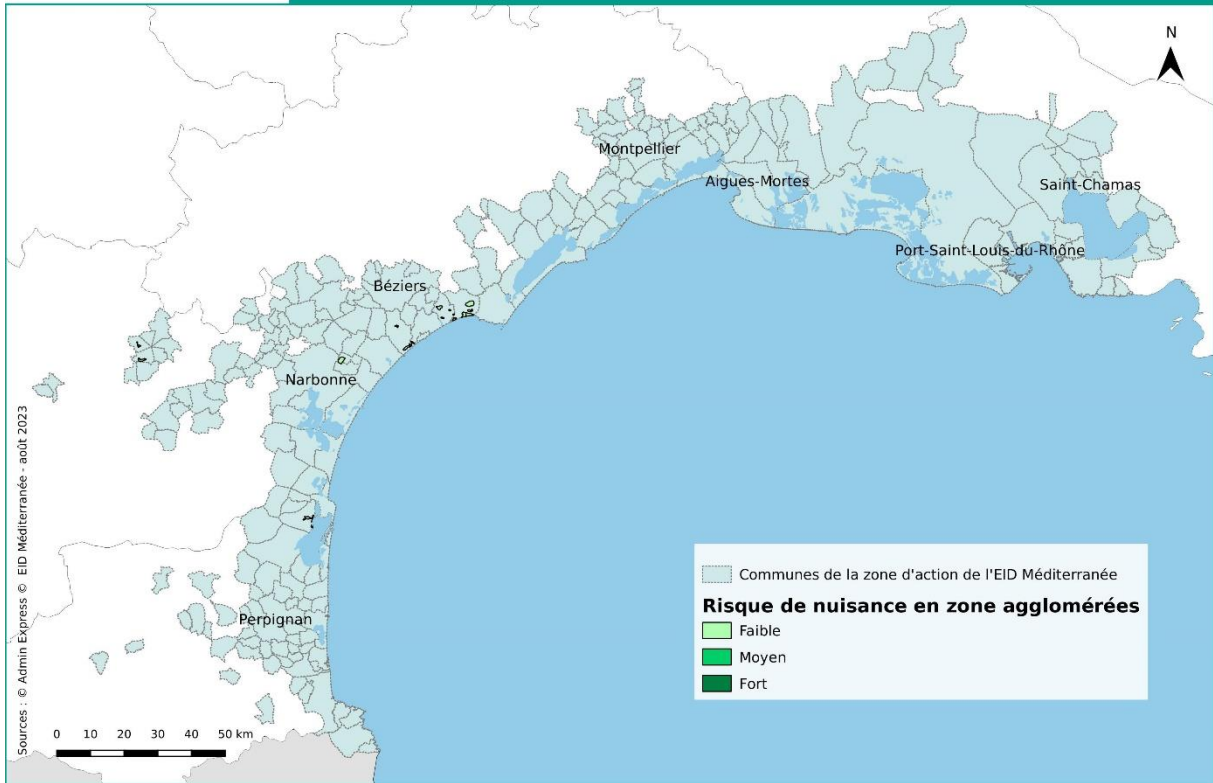 N
Montpellier
Aigues-Mortes
Saint-Chamas
Port-Saint-Louis-du-Rhône
Béziers
Narbonne
Perpignan
Communes de la zone d'action de l'EID Méditerranée
Risque de nuisance en zone agglomérées
Faible
Moyen
Fort
0 10 20 30 40 50 km
Sources : © Admin Express © EID Méditerranée - août 2023